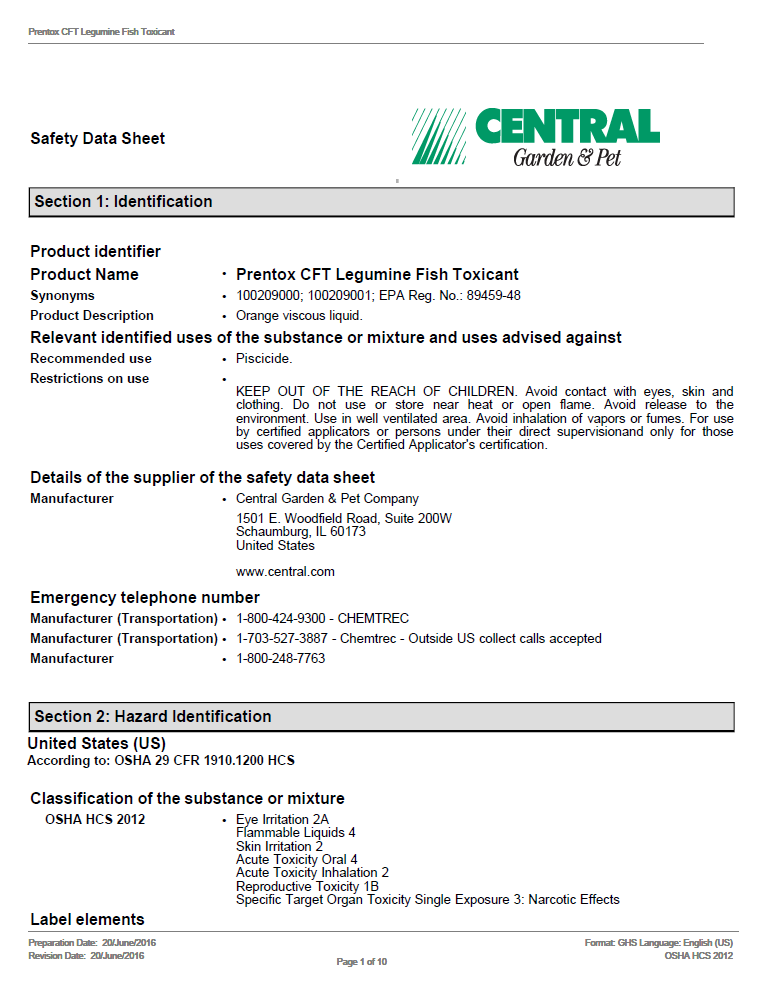 Prentox CFT Legumine Fish Toxicant
Safety Data Sheet
CENTRAL
Garden & Pet
Section 1: Identification
Product identifier
Product Name • Prentox CFT Legumine Fish Toxicant
Synonyms • 100209000; 100209001; EPA Reg. No.: 89459-48
Product Description • Orange viscous liquid.
Relevant identified uses of the substance or mixture and uses advised against
Recommended use • Piscicide.
Restrictions on use •
KEEP OUT OF THE REACH OF CHILDREN. Avoid contact with eyes, skin and
clothing. Do not use or store near heat or open flame. Avoid release to the
environment. Use in well ventilated area. Avoid inhalation of vapors or fumes. For use
by certified applicators or persons under their direct supervisionand only for those
uses covered by the Certified Applicator's certification.
Details of the supplier of the safety data sheet
Manufacturer • Central Garden & Pet Company
1501 E. Woodfield Road, Suite 200W
Schaumburg, IL 60173
United States
www.central.com
Emergency telephone number
Manufacturer (Transportation) • 1-800-424-9300 - CHEMTREC
Manufacturer (Transportation) • 1-703-527-3887 - Chemtrec - Outside US collect calls accepted
Manufacturer • 1-800-248-7763
Section 2: Hazard Identification
United States (US)
According to: OSHA 29 CFR 1910.1200 HCS
Classification of the substance or mixture
OSHA HCS 2012 • Eye Irritation 2A
Flammable Liquids 4
Skin Irritation 2
Acute Toxicity Oral 4
Acute Toxicity Inhalation 2
Reproductive Toxicity 1B
Specific Target Organ Toxicity Single Exposure 3: Narcotic Effects
Label elements
Preparation Date: 20/June/2016 Format: GHS Language: English (US)
Revision Date: 20/June/2016 OSHA HCS 2012
Page 1 of 10